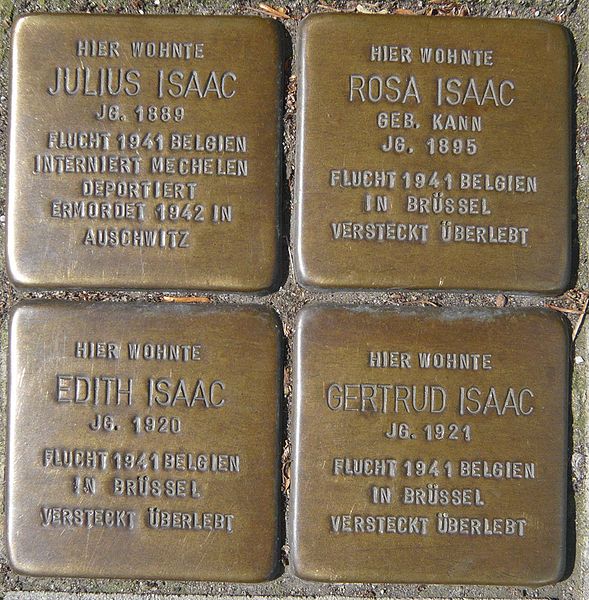 HIER WOHNTE
JULIUS ISAAC
JG. 1889
FLUCHT 1941 BELGIEN
INTERNIERT MECHELEN
DEPORTIERT
ERMORDET 1942 IN
AUSCHWITZ
HIER WOHNTE
ROSA ISAAC
GEB. KANN
JG. 1895
FLUCHT 1941 BELGIEN
IN BRÜSSEL
VERSTECKT ÜBERLEBT
HIER WOHNTE
EDITH ISAAC
JG. 1920
FLUCHT 1941 BELGIEN
IN BRÜSSEL
VERSTECKT ÜBERLEBT
HIER WOHNTE
GERTRUD ISAAC
JG. 1921
FLUCHT 1941 BELGIEN
IN BRÜSSEL
VERSTECKT ÜBERLEBT